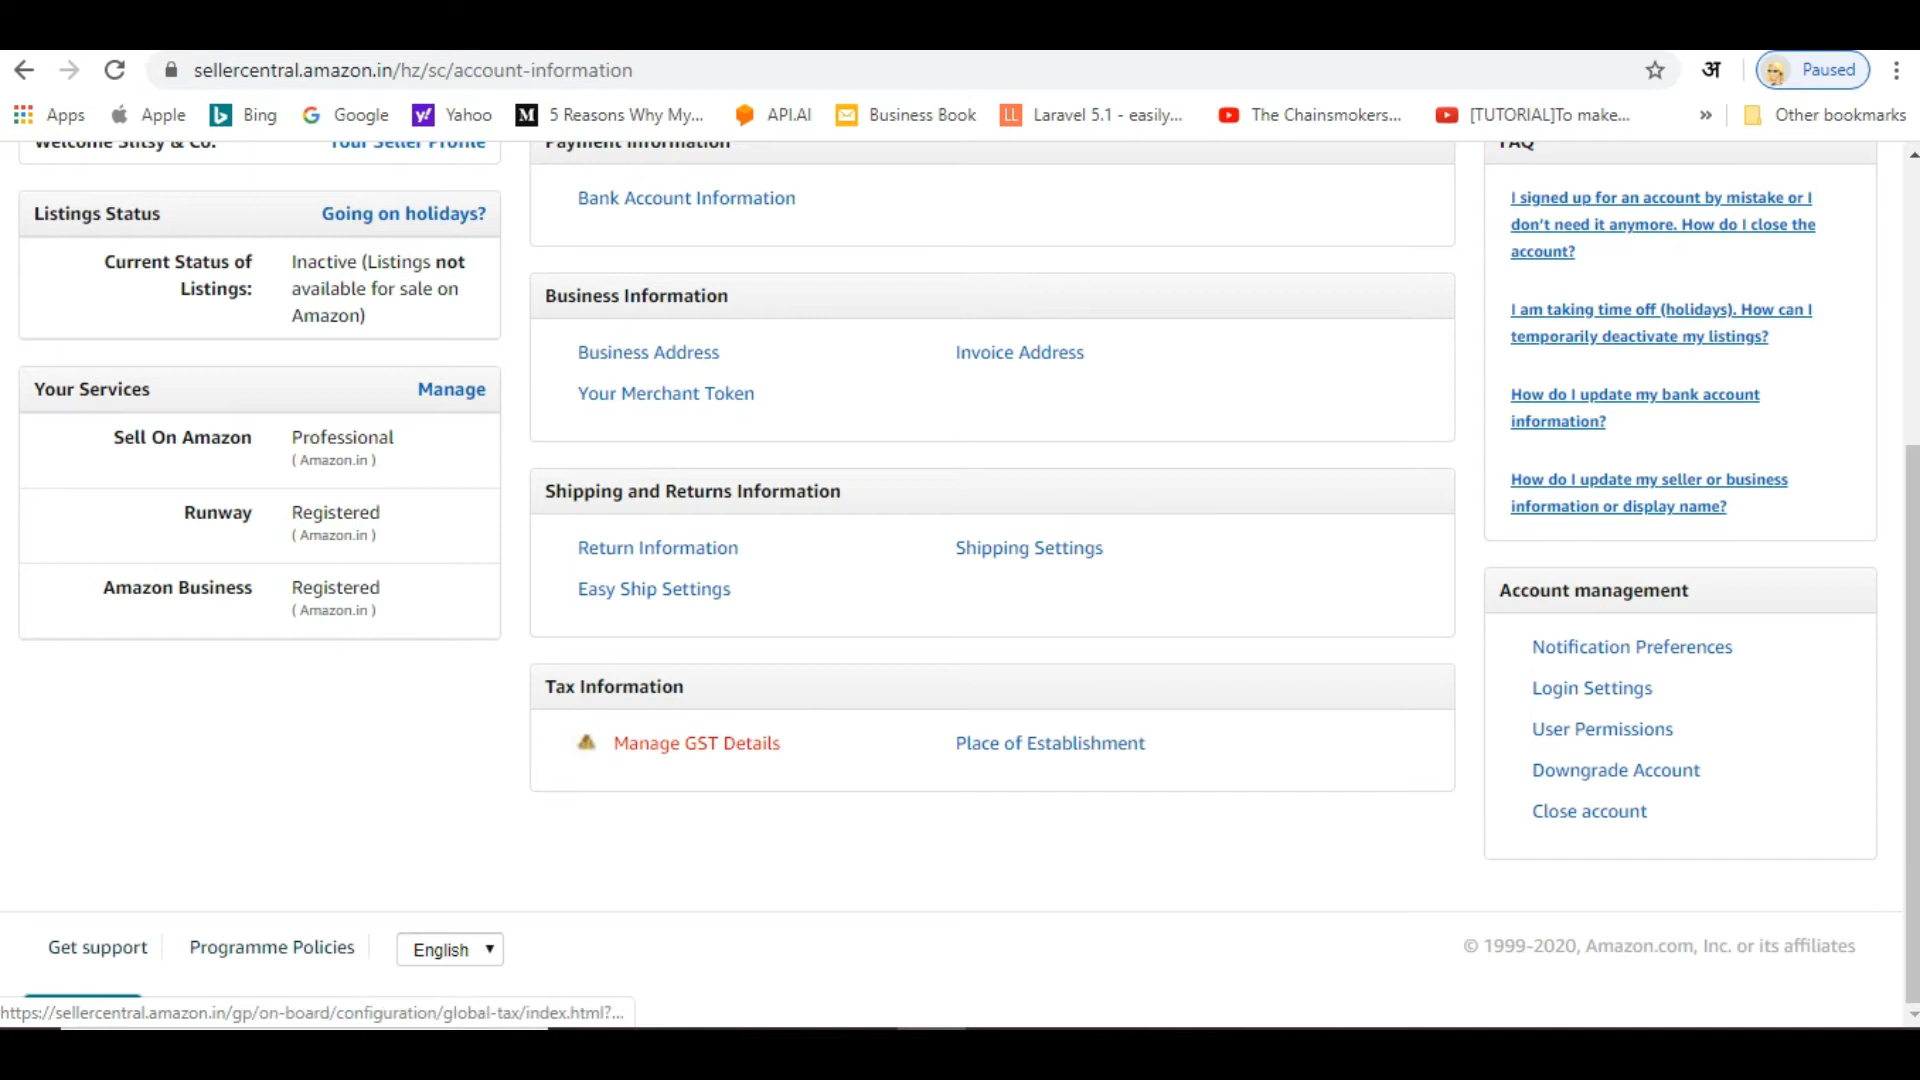 sellercentral.amazon.in/hz/sc/account-information
अ
Paused
Apps
Apple
Bing
Google
Yahoo
5 Reasons Why My...
API.AI
Business Book
Laravel 5.1 - easily...
The Chainsmokers...
[TUTORIAL]To make...
»
Other bookmarks
Welcome Slitsy & Co.
Your Seller Profile
Listings Status
Going on holidays?
Current Status of
Listings:
Inactive (Listings not
available for sale on
Amazon)
Your Services
Manage
Sell On Amazon
Professional
( Amazon.in )
Runway
Registered
( Amazon.in )
Amazon Business
Registered
( Amazon.in )
Payment Information
Bank Account Information
Business Information
Business Address
Invoice Address
Your Merchant Token
Shipping and Returns Information
Return Information
Shipping Settings
Easy Ship Settings
Tax Information
Manage GST Details
Place of Establishment
FAQ
I signed up for an account by mistake or I
don't need it anymore. How do I close the
account?
I am taking time off (holidays). How can I
temporarily deactivate my listings?
How do I update my bank account
information?
How do I update my seller or business
information or display name?
Account management
Notification Preferences
Login Settings
User Permissions
Downgrade Account
Close account
Get support
Programme Policies
English
© 1999-2020, Amazon.com, Inc. or its affiliates
https://sellercentral.amazon.in/gp/on-board/configuration/global-tax/index.html?...